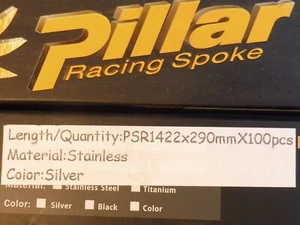 Pillar
Racing Spoke
Length/Quantity:PSR1422x290mmX100pcs
Material:Stainless
Color:Silver
Material: Stainless Steel Titanium
Color: Silver Black Color